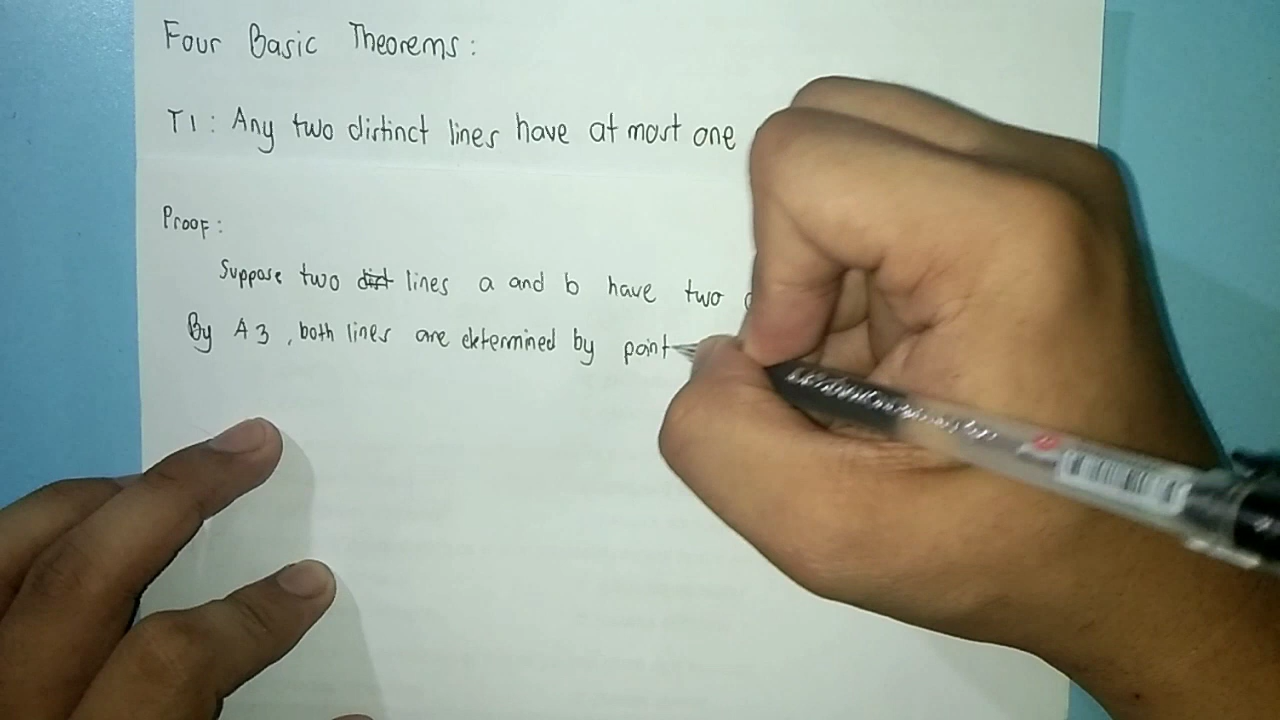 Four Basic Theorems:
T1: Any two distinct lines have at most one
Proof:
Suppose two dist lines a and b have two
By A3, both lines are determined by point